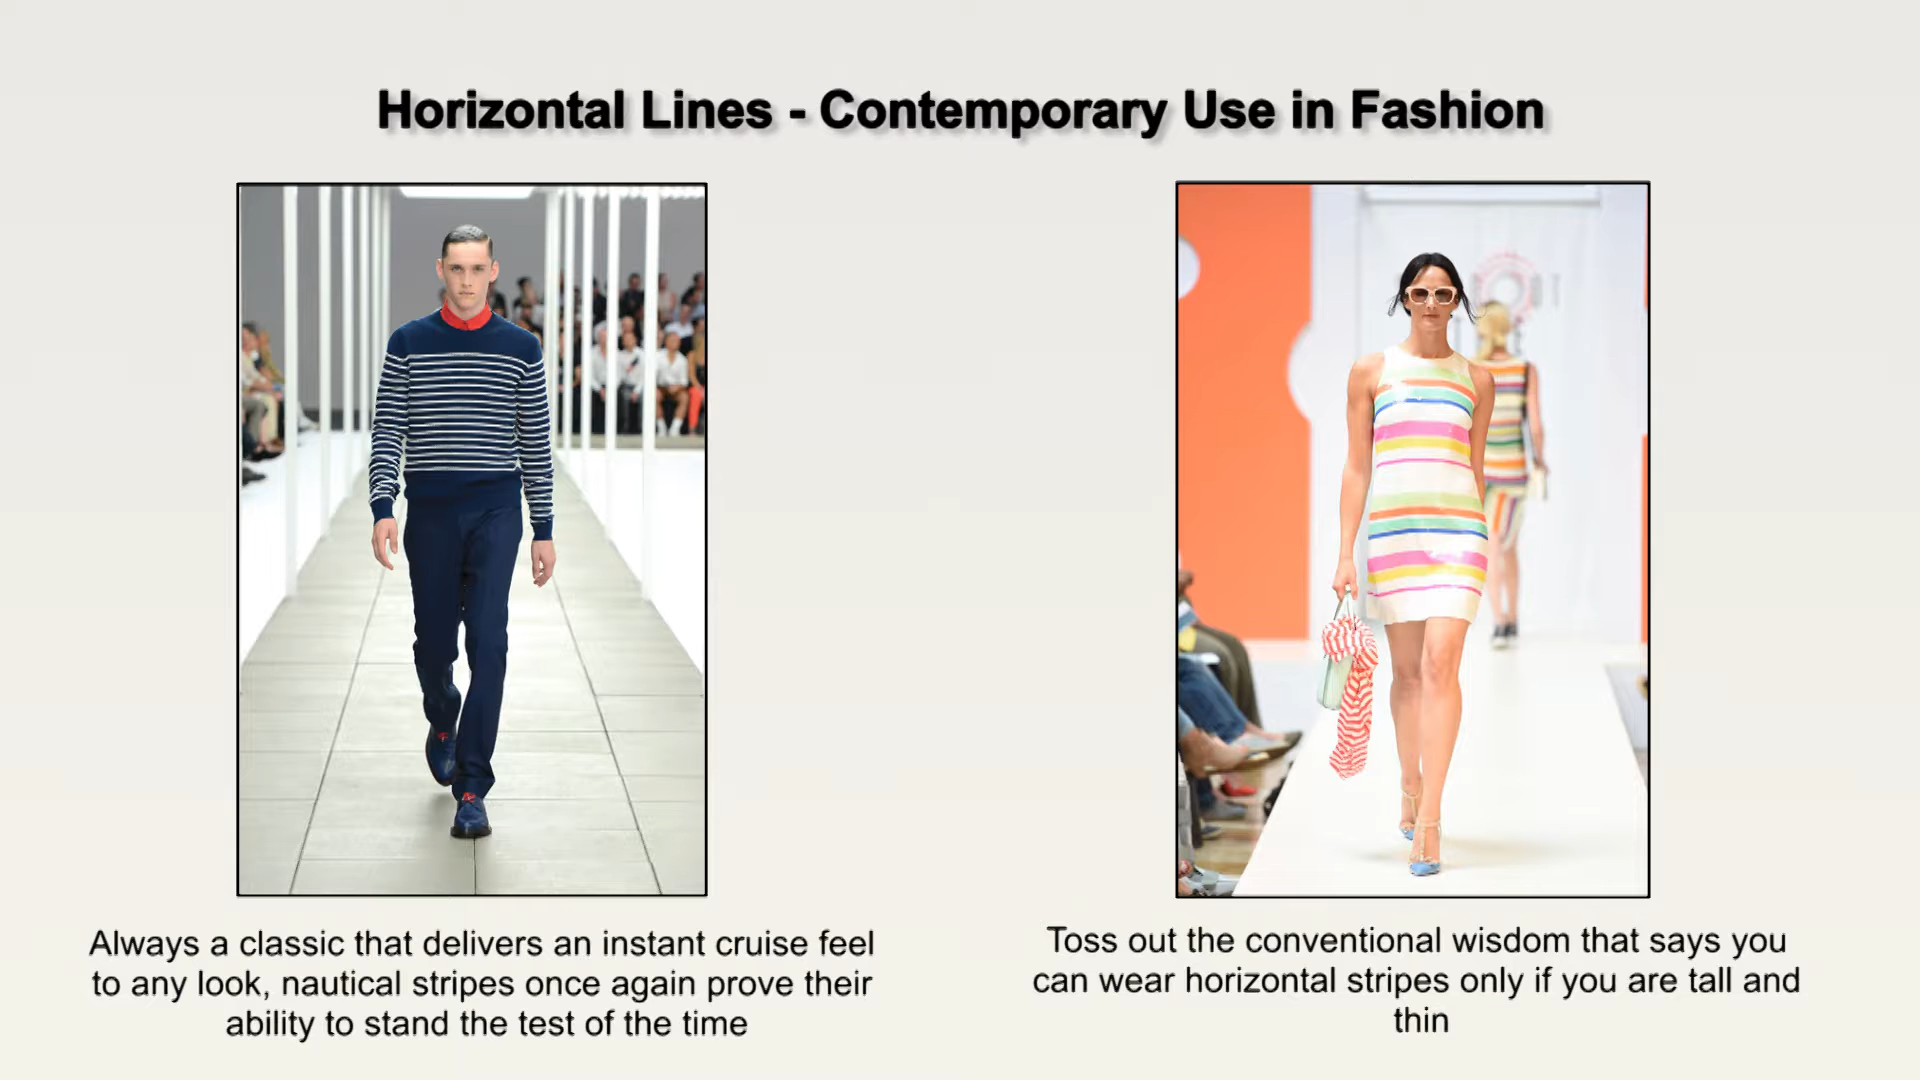 Horizontal Lines - Contemporary Use in Fashion
Always a classic that delivers an instant cruise feel
to any look, nautical stripes once again prove their
ability to stand the test of the time
Toss out the conventional wisdom that says you
can wear horizontal stripes only if you are tall and
thin